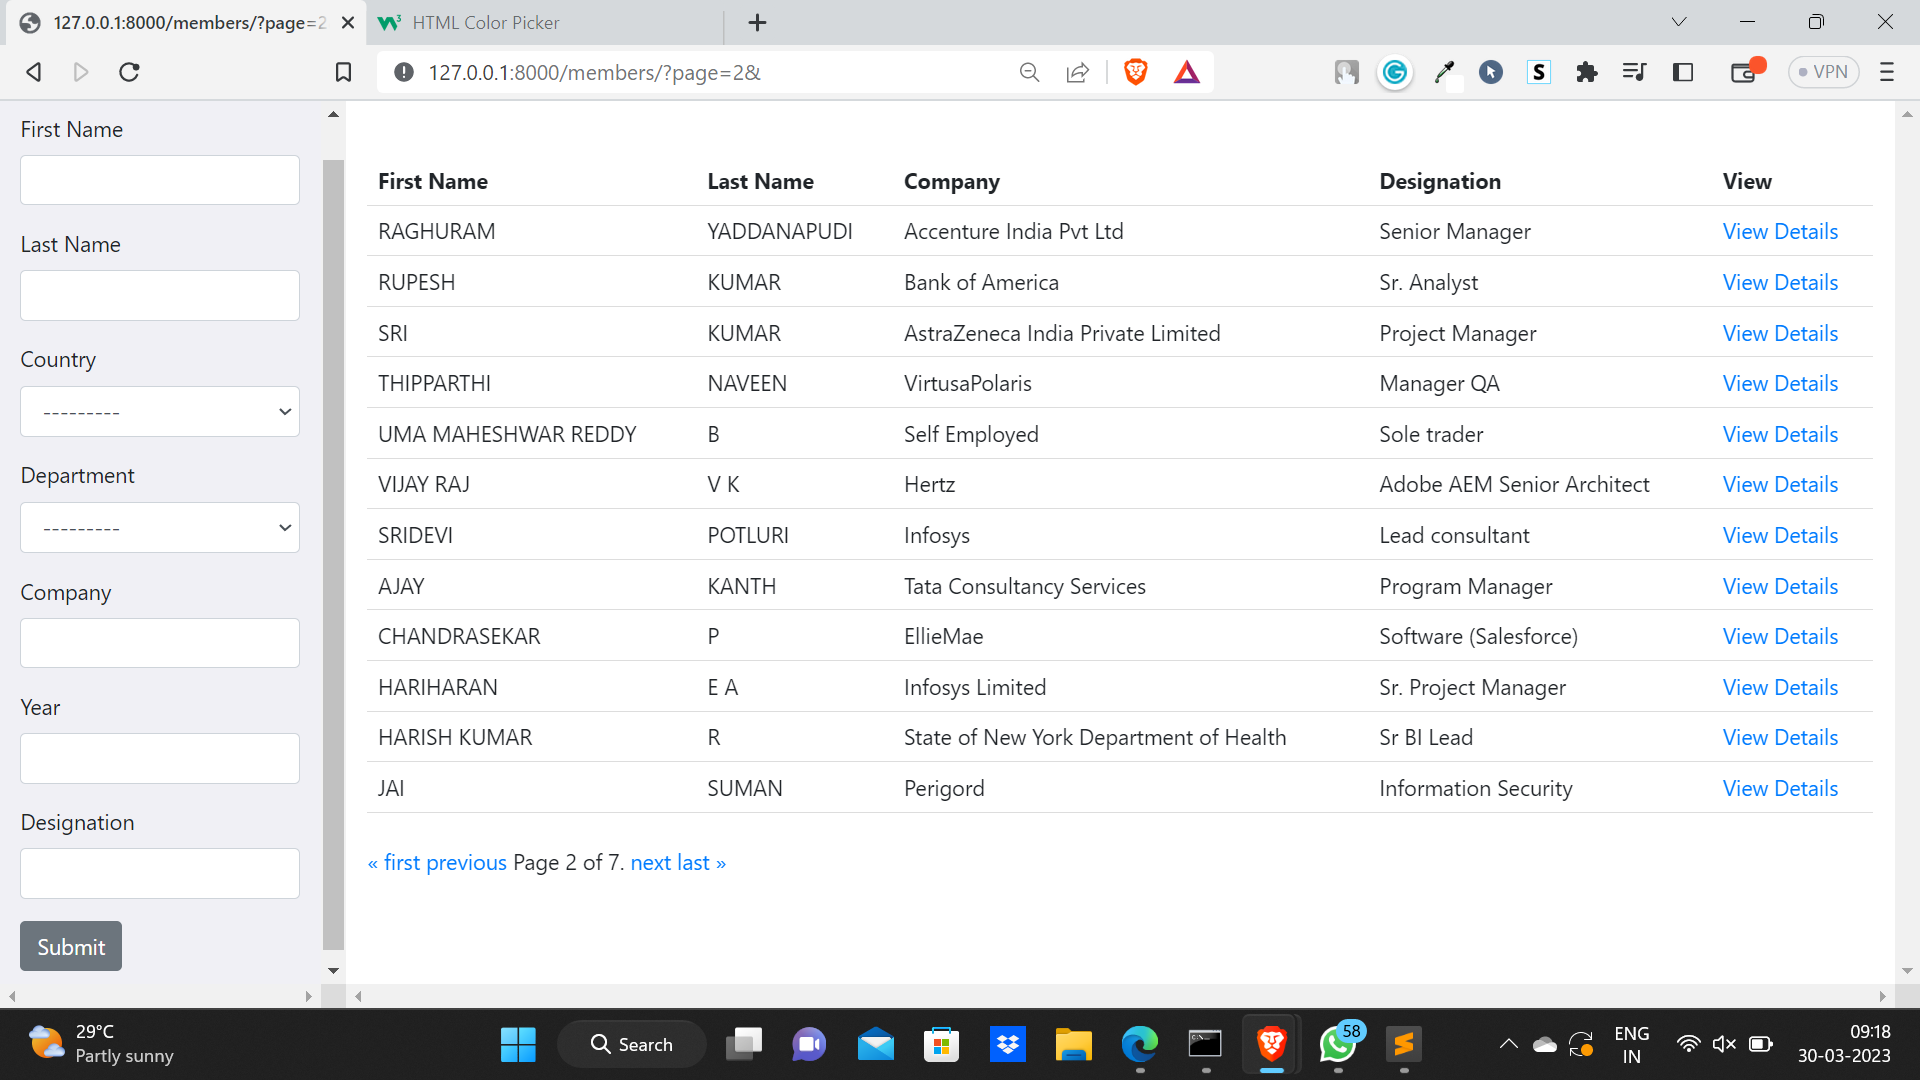 127.0.0.1:8000/members/?page=2
HTML Color Picker
127.0.0.1:8000/members/?page=2&
VPN
First Name
Last Name
Country
---------
Department
---------
Company
Year
Designation
Submit
First Name Last Name Company Designation View
RAGHURAM YADDANAPUDI Accenture India Pvt Ltd Senior Manager View Details
RUPESH KUMAR Bank of America Sr. Analyst View Details
SRI KUMAR AstraZeneca India Private Limited Project Manager View Details
THIPPARTHI NAVEEN VirtusaPolaris Manager QA View Details
UMA MAHESHWAR REDDY B Self Employed Sole trader View Details
VIJAY RAJ V K Hertz Adobe AEM Senior Architect View Details
SRIDEVI POTLURI Infosys Lead consultant View Details
AJAY KANTH Tata Consultancy Services Program Manager View Details
CHANDRASEKAR P EllieMae Software (Salesforce) View Details
HARIHARAN E A Infosys Limited Sr. Project Manager View Details
HARISH KUMAR R State of New York Department of Health Sr BI Lead View Details
JAI SUMAN Perigord Information Security View Details
« first previous Page 2 of 7. next last »
29°C
Partly sunny
Search
58
ENG
IN
09:18
30-03-2023